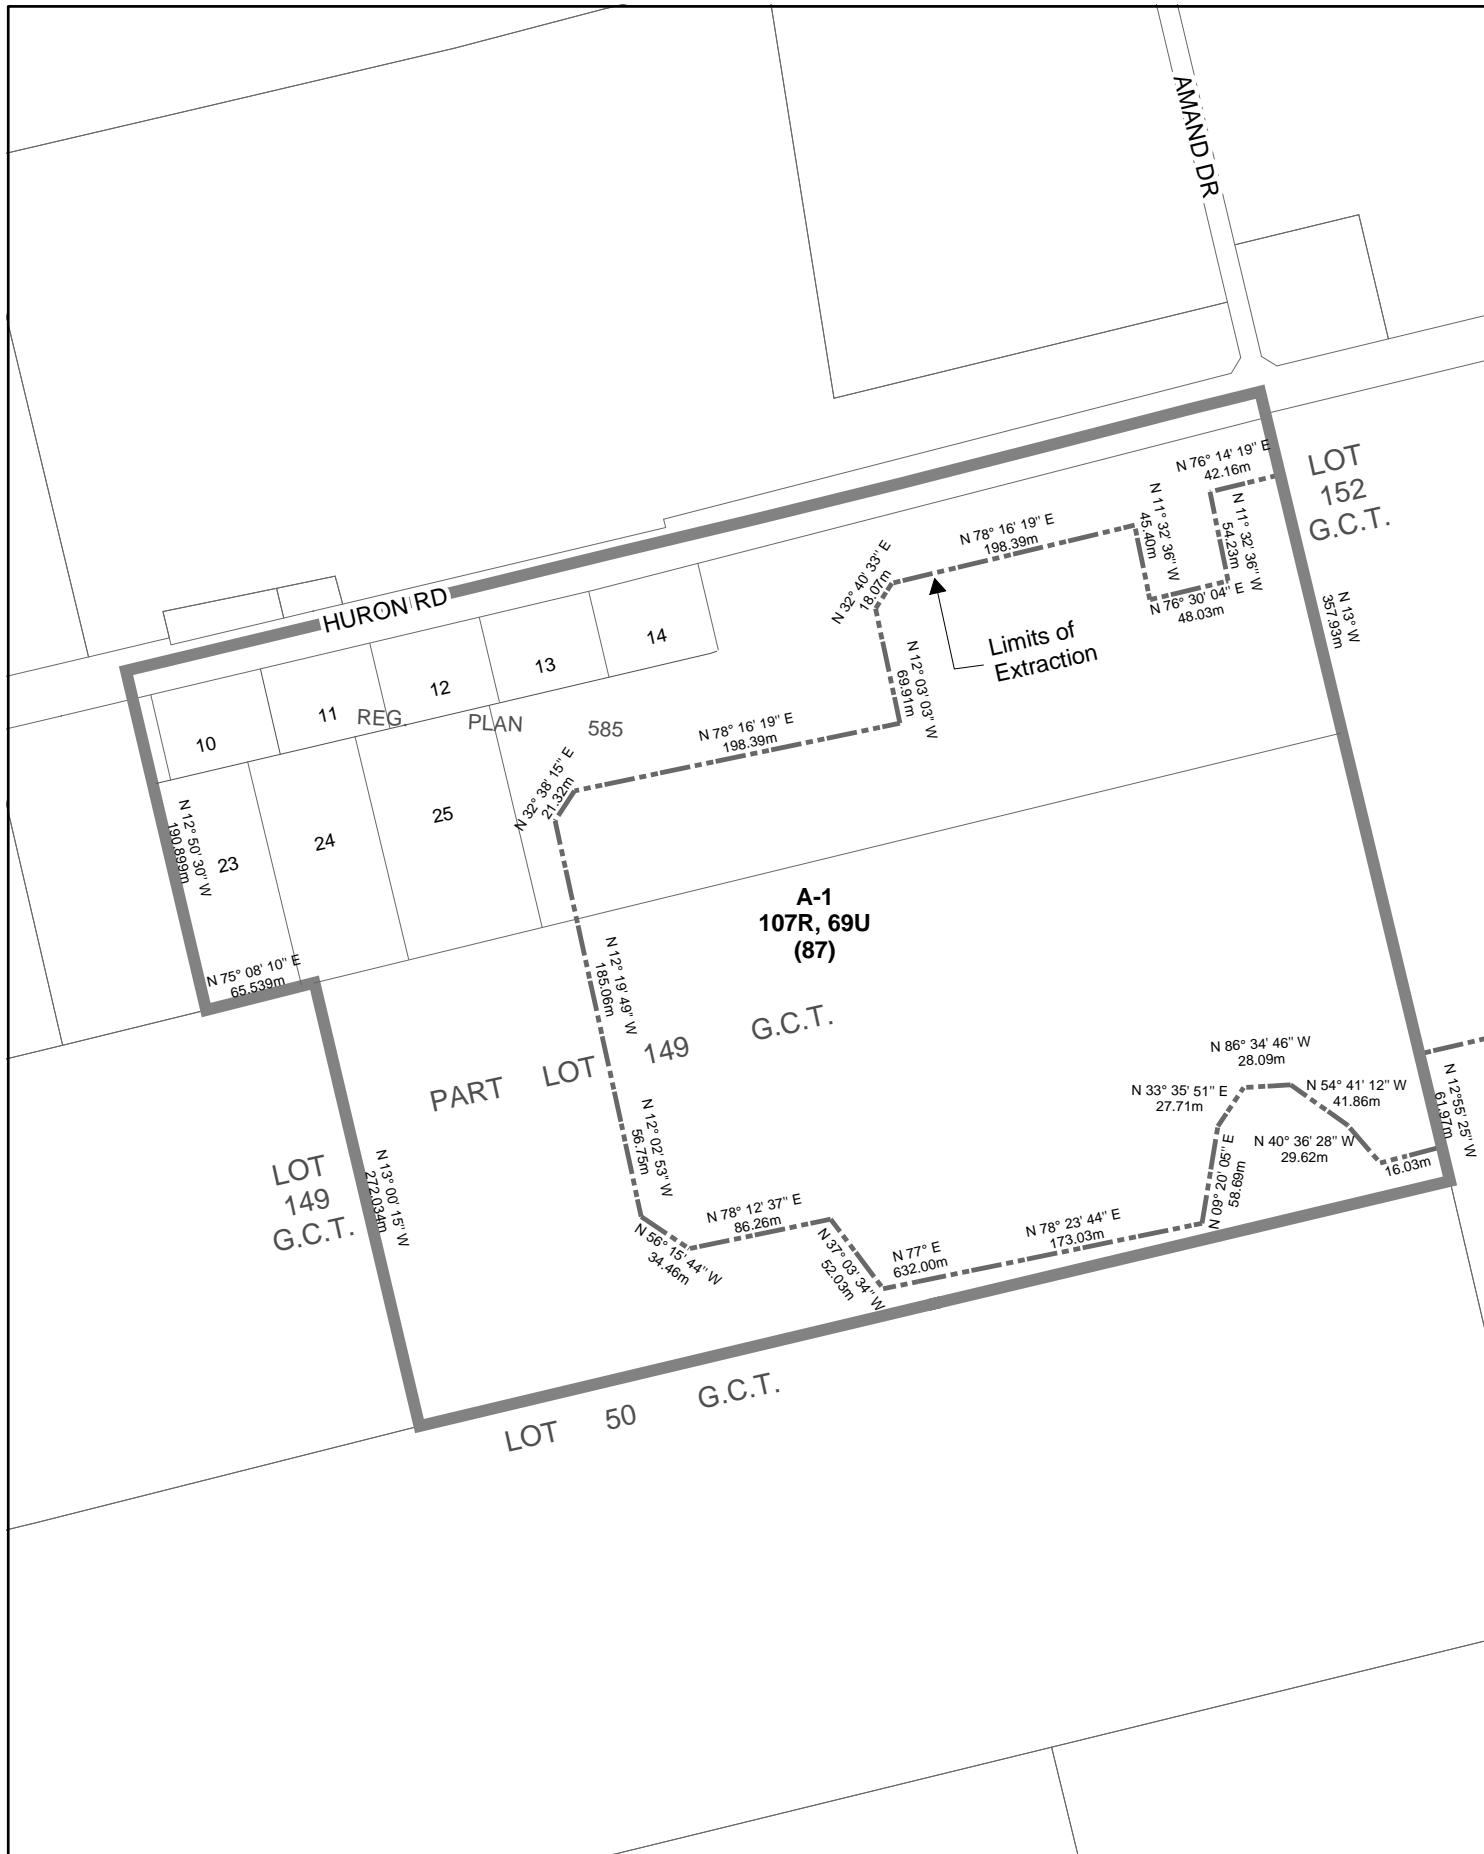 AMAND DR
N 76° 14' 19" E
42.16m
LOT
152
G.C.T.
N 11° 32' 36" W
45.40m
N 11° 32' 36" W
54.23m
N 78° 16' 19" E
198.39m
N 32° 40' 33" E
18.07m
N 76° 30' 04" E
48.03m
N 13° W
357.93m
HURON RD
Limits of
Extraction
14
13
12
11
10
REG. PLAN 585
N 12° 03' 03" W
69.91m
N 78° 16' 19" E
198.39m
N 32° 38' 15" E
21.32m
N 12° 50' 30" W
190.899m
23
24
25
A-1
107R, 69U
(87)
N 75° 08' 10" E
65.539m
N 12° 19' 49" W
185.06m
PART LOT 149 G.C.T.
N 86° 34' 46" W
28.09m
N 33° 35' 51" E
27.71m
N 54° 41' 12" W
41.86m
N 12°55' 25" W
61.97m
N 40° 36' 28" W
29.62m
16.03m
N 09° 20' 05" E
58.69m
N 12° 02' 53" W
56.75m
LOT
149
G.C.T.
N 13° 00' 15" W
272.034m
N 78° 12' 37" E
86.26m
N 56° 15' 44" W
34.46m
N 37° 03' 34" W
52.03m
N 77° E
632.00m
N 78° 23' 44" E
173.03m
LOT 50 G.C.T.